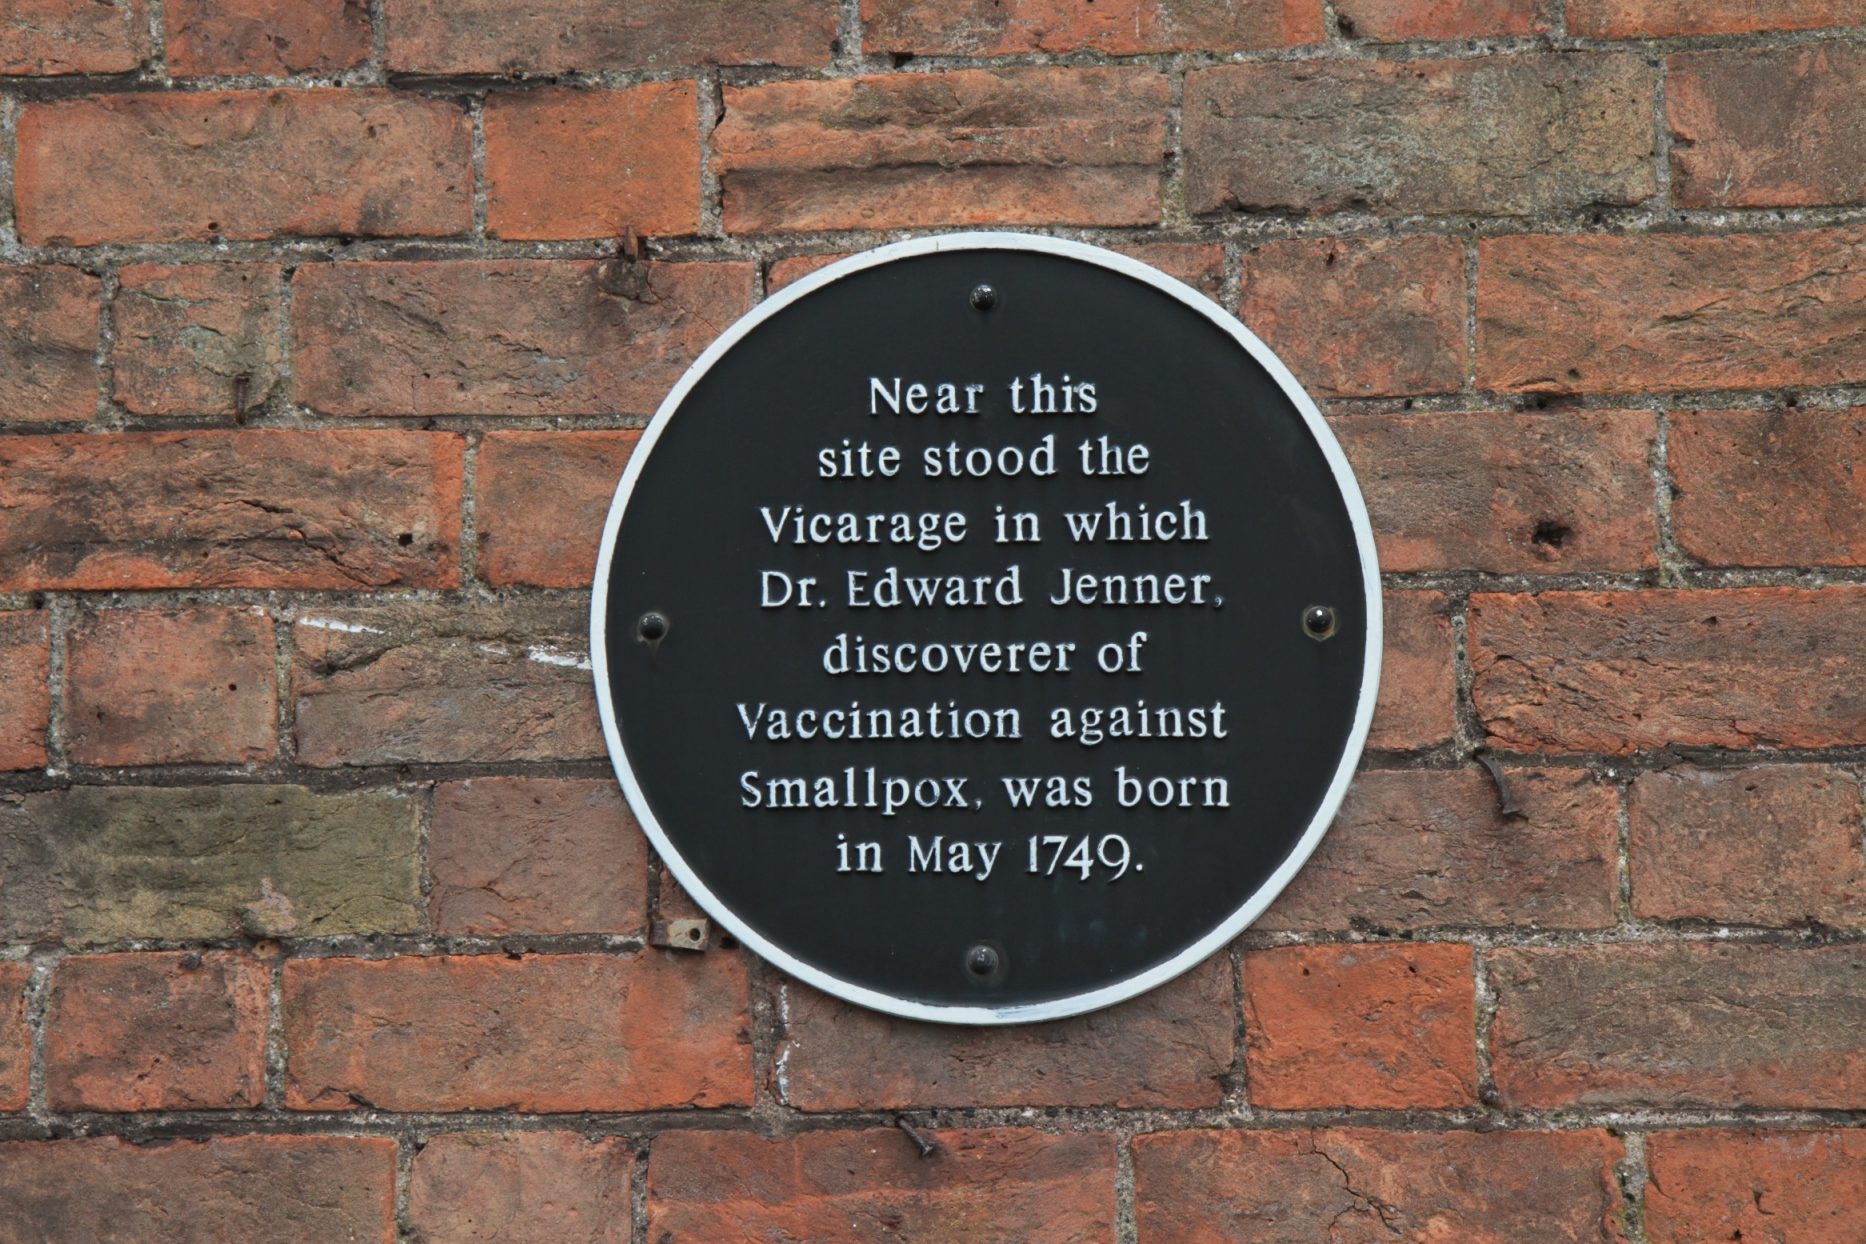 Near this
site stood the
Vicarage in which
Dr. Edward Jenner,
discoverer of
Vaccination against
Smallpox, was born
in May 1749.